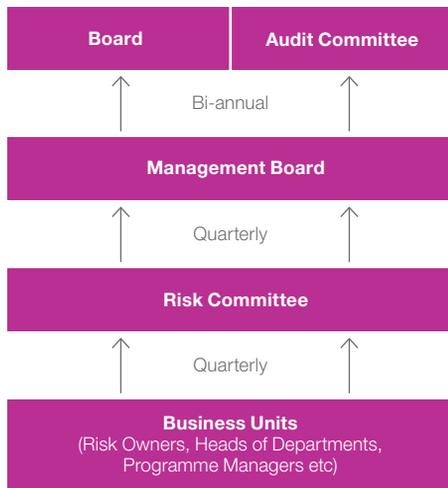 Board
Audit Committee
Bi-annual
Management Board
Quarterly
Risk Committee
Quarterly
Business Units
(Risk Owners, Heads of Departments,
Programme Managers etc)